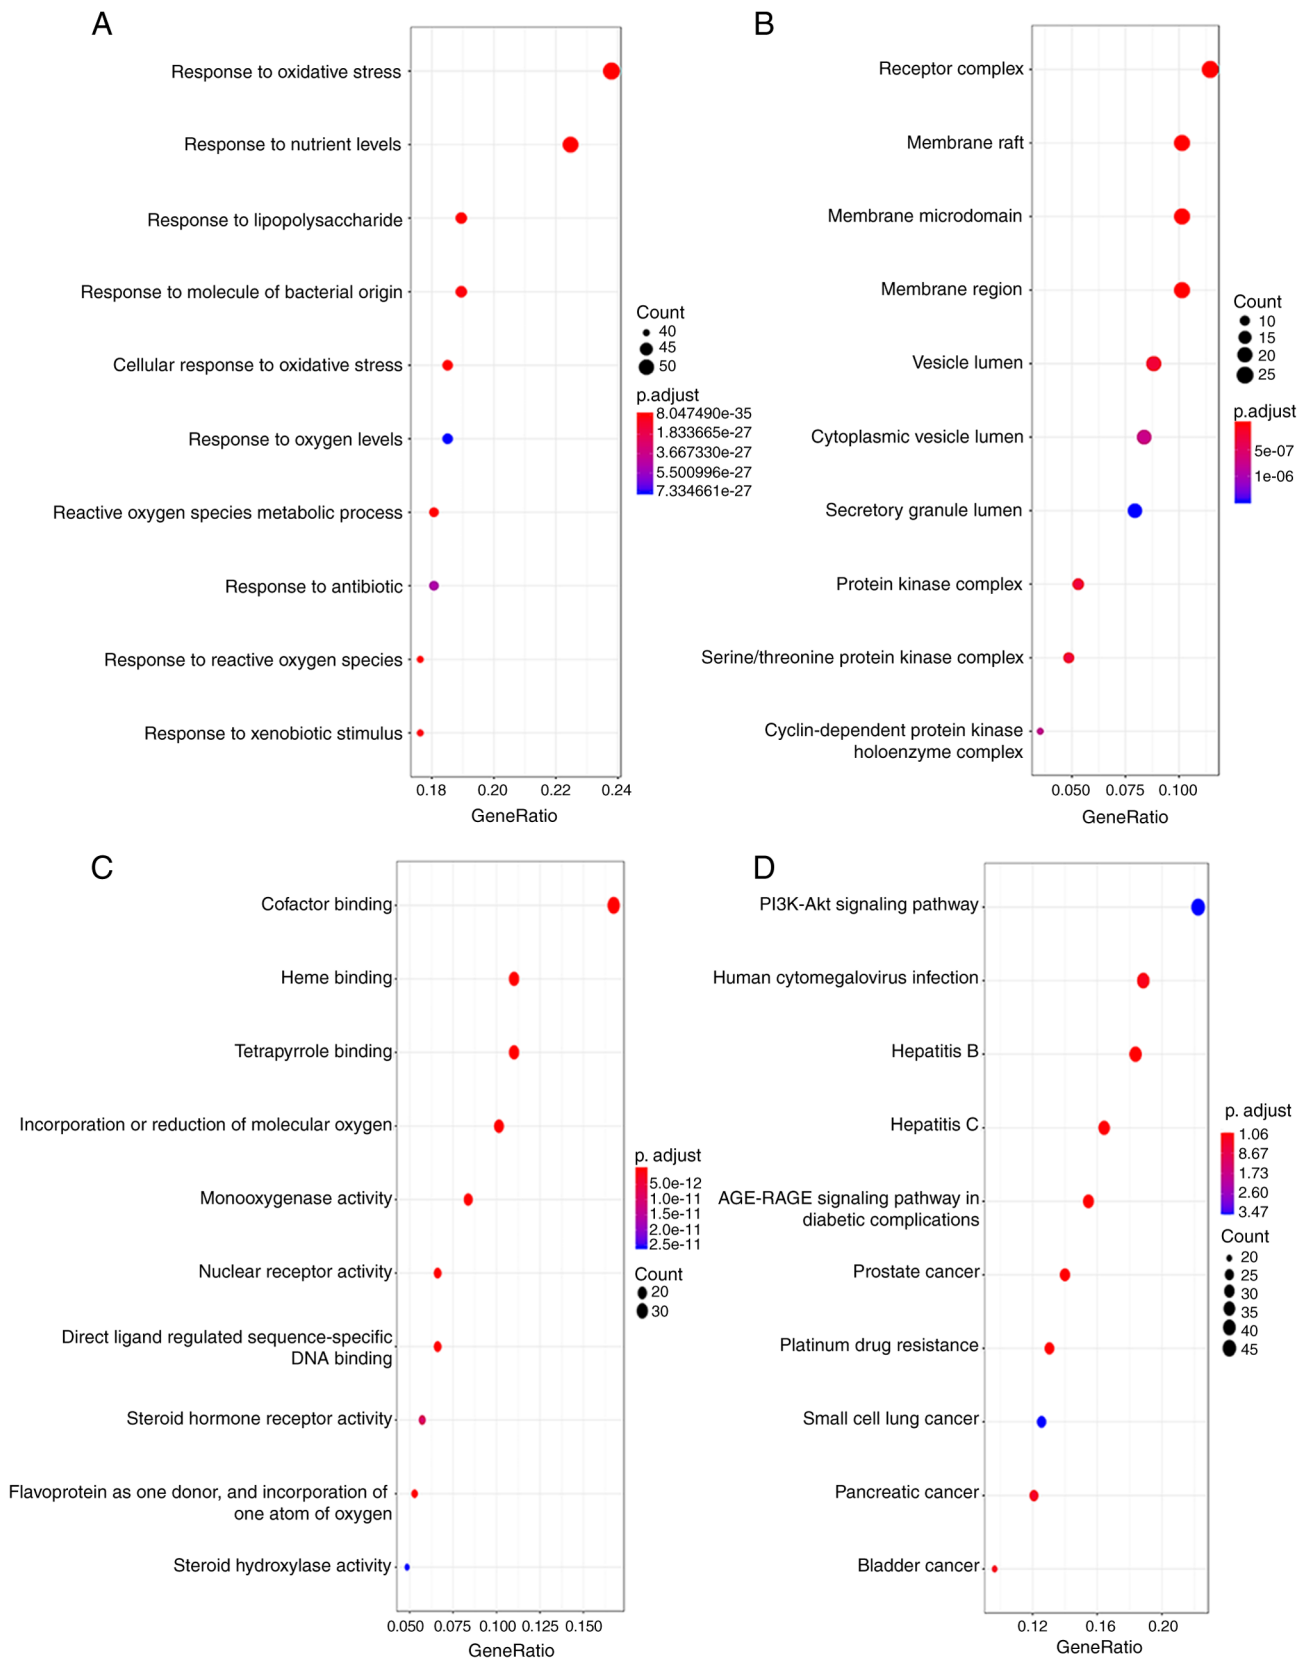 A
Response to oxidative stress
Response to nutrient levels
Response to lipopolysaccharide
Response to molecule of bacterial origin
Cellular response to oxidative stress
Response to oxygen levels
Reactive oxygen species metabolic process
Response to antibiotic
Response to reactive oxygen species
Response to xenobiotic stimulus
0.18 0.20 0.22 0.24
GeneRatio
Count
40
45
50
p.adjust
8.047490e-35
1.833665e-27
3.667330e-27
5.500996e-27
7.334661e-27
B
Receptor complex
Membrane raft
Membrane microdomain
Membrane region
Vesicle lumen
Cytoplasmic vesicle lumen
Secretory granule lumen
Protein kinase complex
Serine/threonine protein kinase complex
Cyclin-dependent protein kinase
holoenzyme complex
0.050 0.075 0.100
GeneRatio
Count
10
15
20
25
p.adjust
5e-07
1e-06
C
Cofactor binding
Heme binding
Tetrapyrrole binding
Incorporation or reduction of molecular oxygen
Monooxygenase activity
Nuclear receptor activity
Direct ligand regulated sequence-specific
DNA binding
Steroid hormone receptor activity
Flavoprotein as one donor, and incorporation of
one atom of oxygen
Steroid hydroxylase activity
0.050 0.075 0.100 0.125 0.150
GeneRatio
p. adjust
5.0e-12
1.0e-11
1.5e-11
2.0e-11
2.5e-11
Count
20
30
D
PI3K-Akt signaling pathway
Human cytomegalovirus infection
Hepatitis B
Hepatitis C
AGE-RAGE signaling pathway in
diabetic complications
Prostate cancer
Platinum drug resistance
Small cell lung cancer
Pancreatic cancer
Bladder cancer
0.12 0.16 0.20
GeneRatio
p. adjust
1.06
8.67
1.73
2.60
3.47
Count
20
25
30
35
40
45